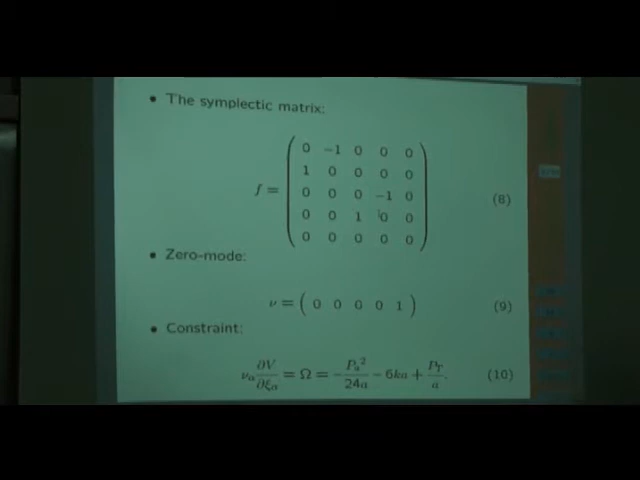 • The symplectic matrix:
f = ( 0 −1 0 0 0
1 0 0 0 0
0 0 0 −1 0
0 0 1 0 0
0 0 0 0 0 ) (8)
• Zero-mode:
ν = ( 0 0 0 0 1 ) (9)
• Constraint:
ν_α ∂V/∂ξ_α = Ω = − P_a²/24a − 6ka + P_T/a. (10)